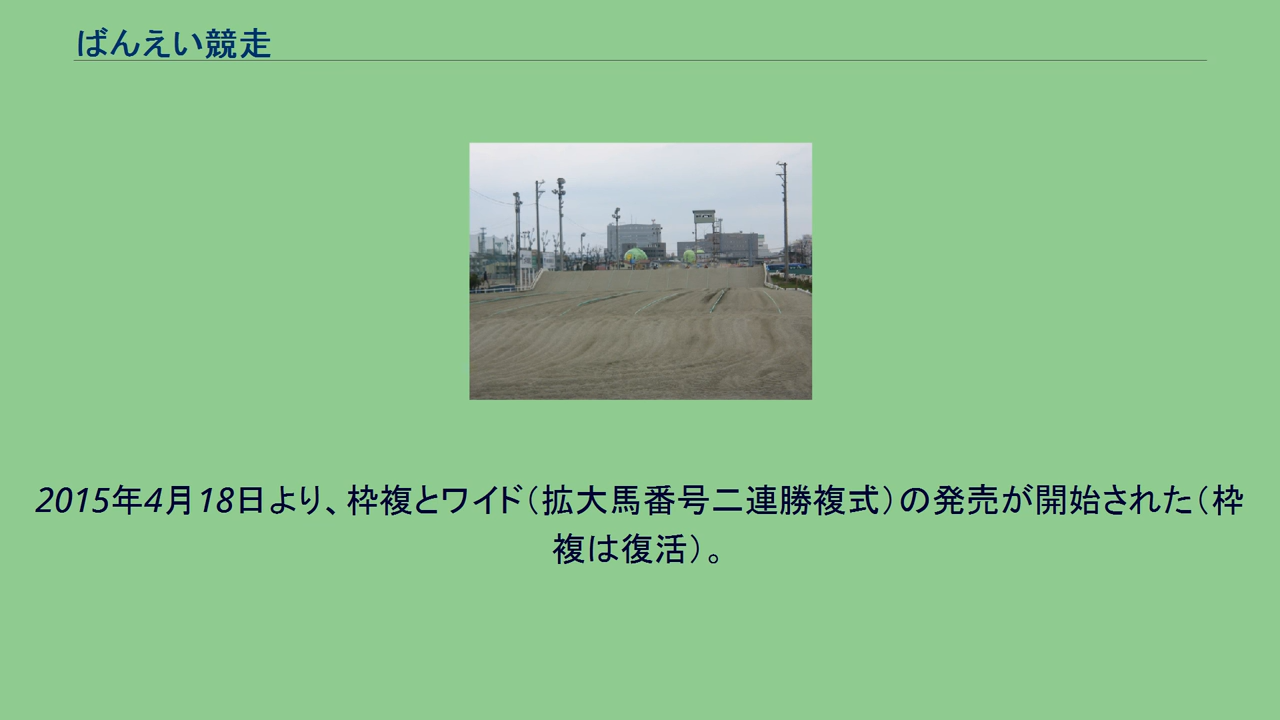 ばんえい競走
2015年4月18日より、枠複とワイド（拡大馬番号二連勝複式）の発売が開始された（枠
複は復活）。